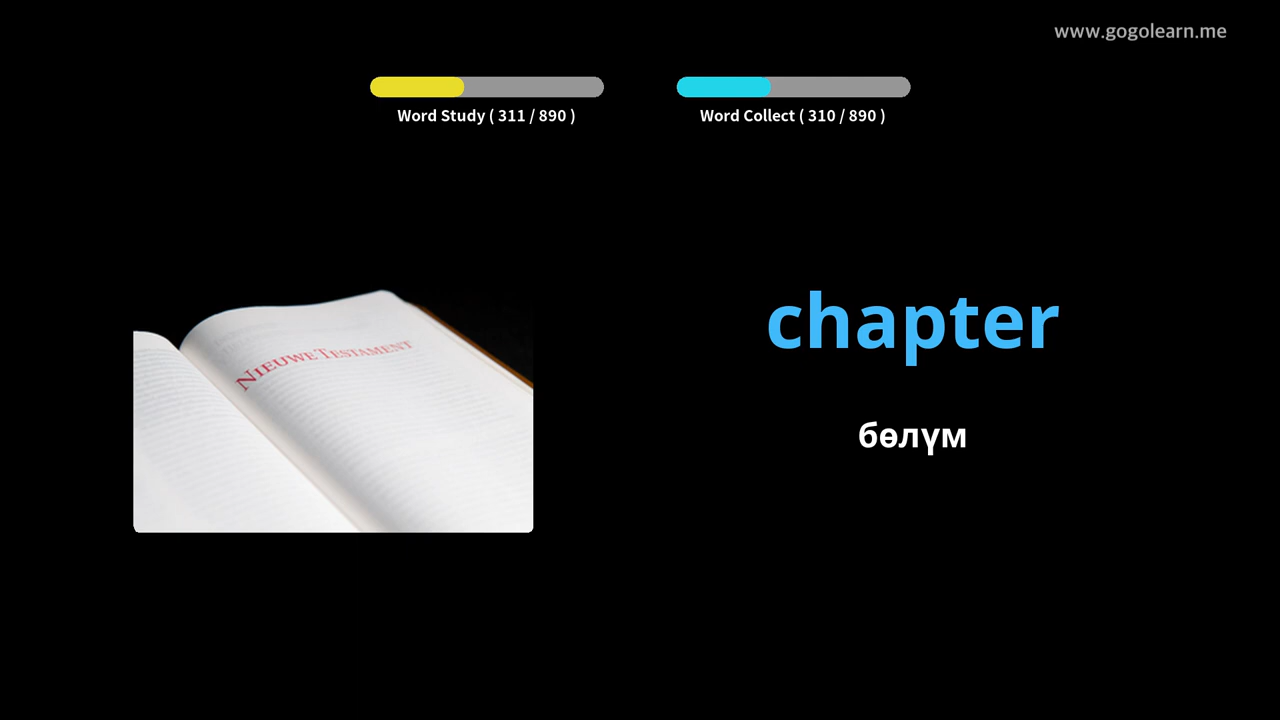 www.gogolearn.me
Word Study ( 311 / 890 )
Word Collect ( 310 / 890 )
NIEUWE TESTAMENT
chapter
бөлүм